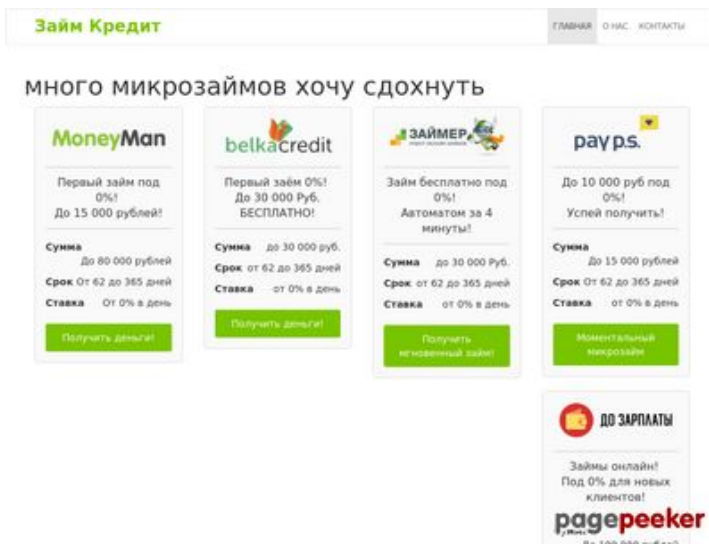 Займ Кредит
ГЛАВНАЯ О НАС КОНТАКТЫ
много микрозаймов хочу сдохнуть
MoneyMan
Первый займ под
0%!
До 15 000 рублей!
Сумма
До 80 000 рублей
Срок От 62 до 365 дней
Ставка От 0% в день
Получить деньги!
belkacredit
Первый заём 0%!
До 30 000 Руб.
БЕСПЛАТНО!
Сумма до 30 000 руб.
Срок от 62 до 365 дней
Ставка от 0% в день
Получить деньги!
ЗАЙМЕР
Займ бесплатно под
0%!
Автоматом за 4
минуты!
Сумма до 30 000 Руб.
Срок от 62 до 365 дней
Ставка от 0% в день
Получить
мгновенный займ!
pay p.s.
До 10 000 руб под
0%!
Успей получить!
Сумма
До 15 000 рублей
Срок От 62 до 365 дней
Ставка от 0% в день
Моментальный
микрозайм
ДО ЗАРПЛАТЫ
Займы онлайн!
Под 0% для новых
клиентов!
pagepeeker